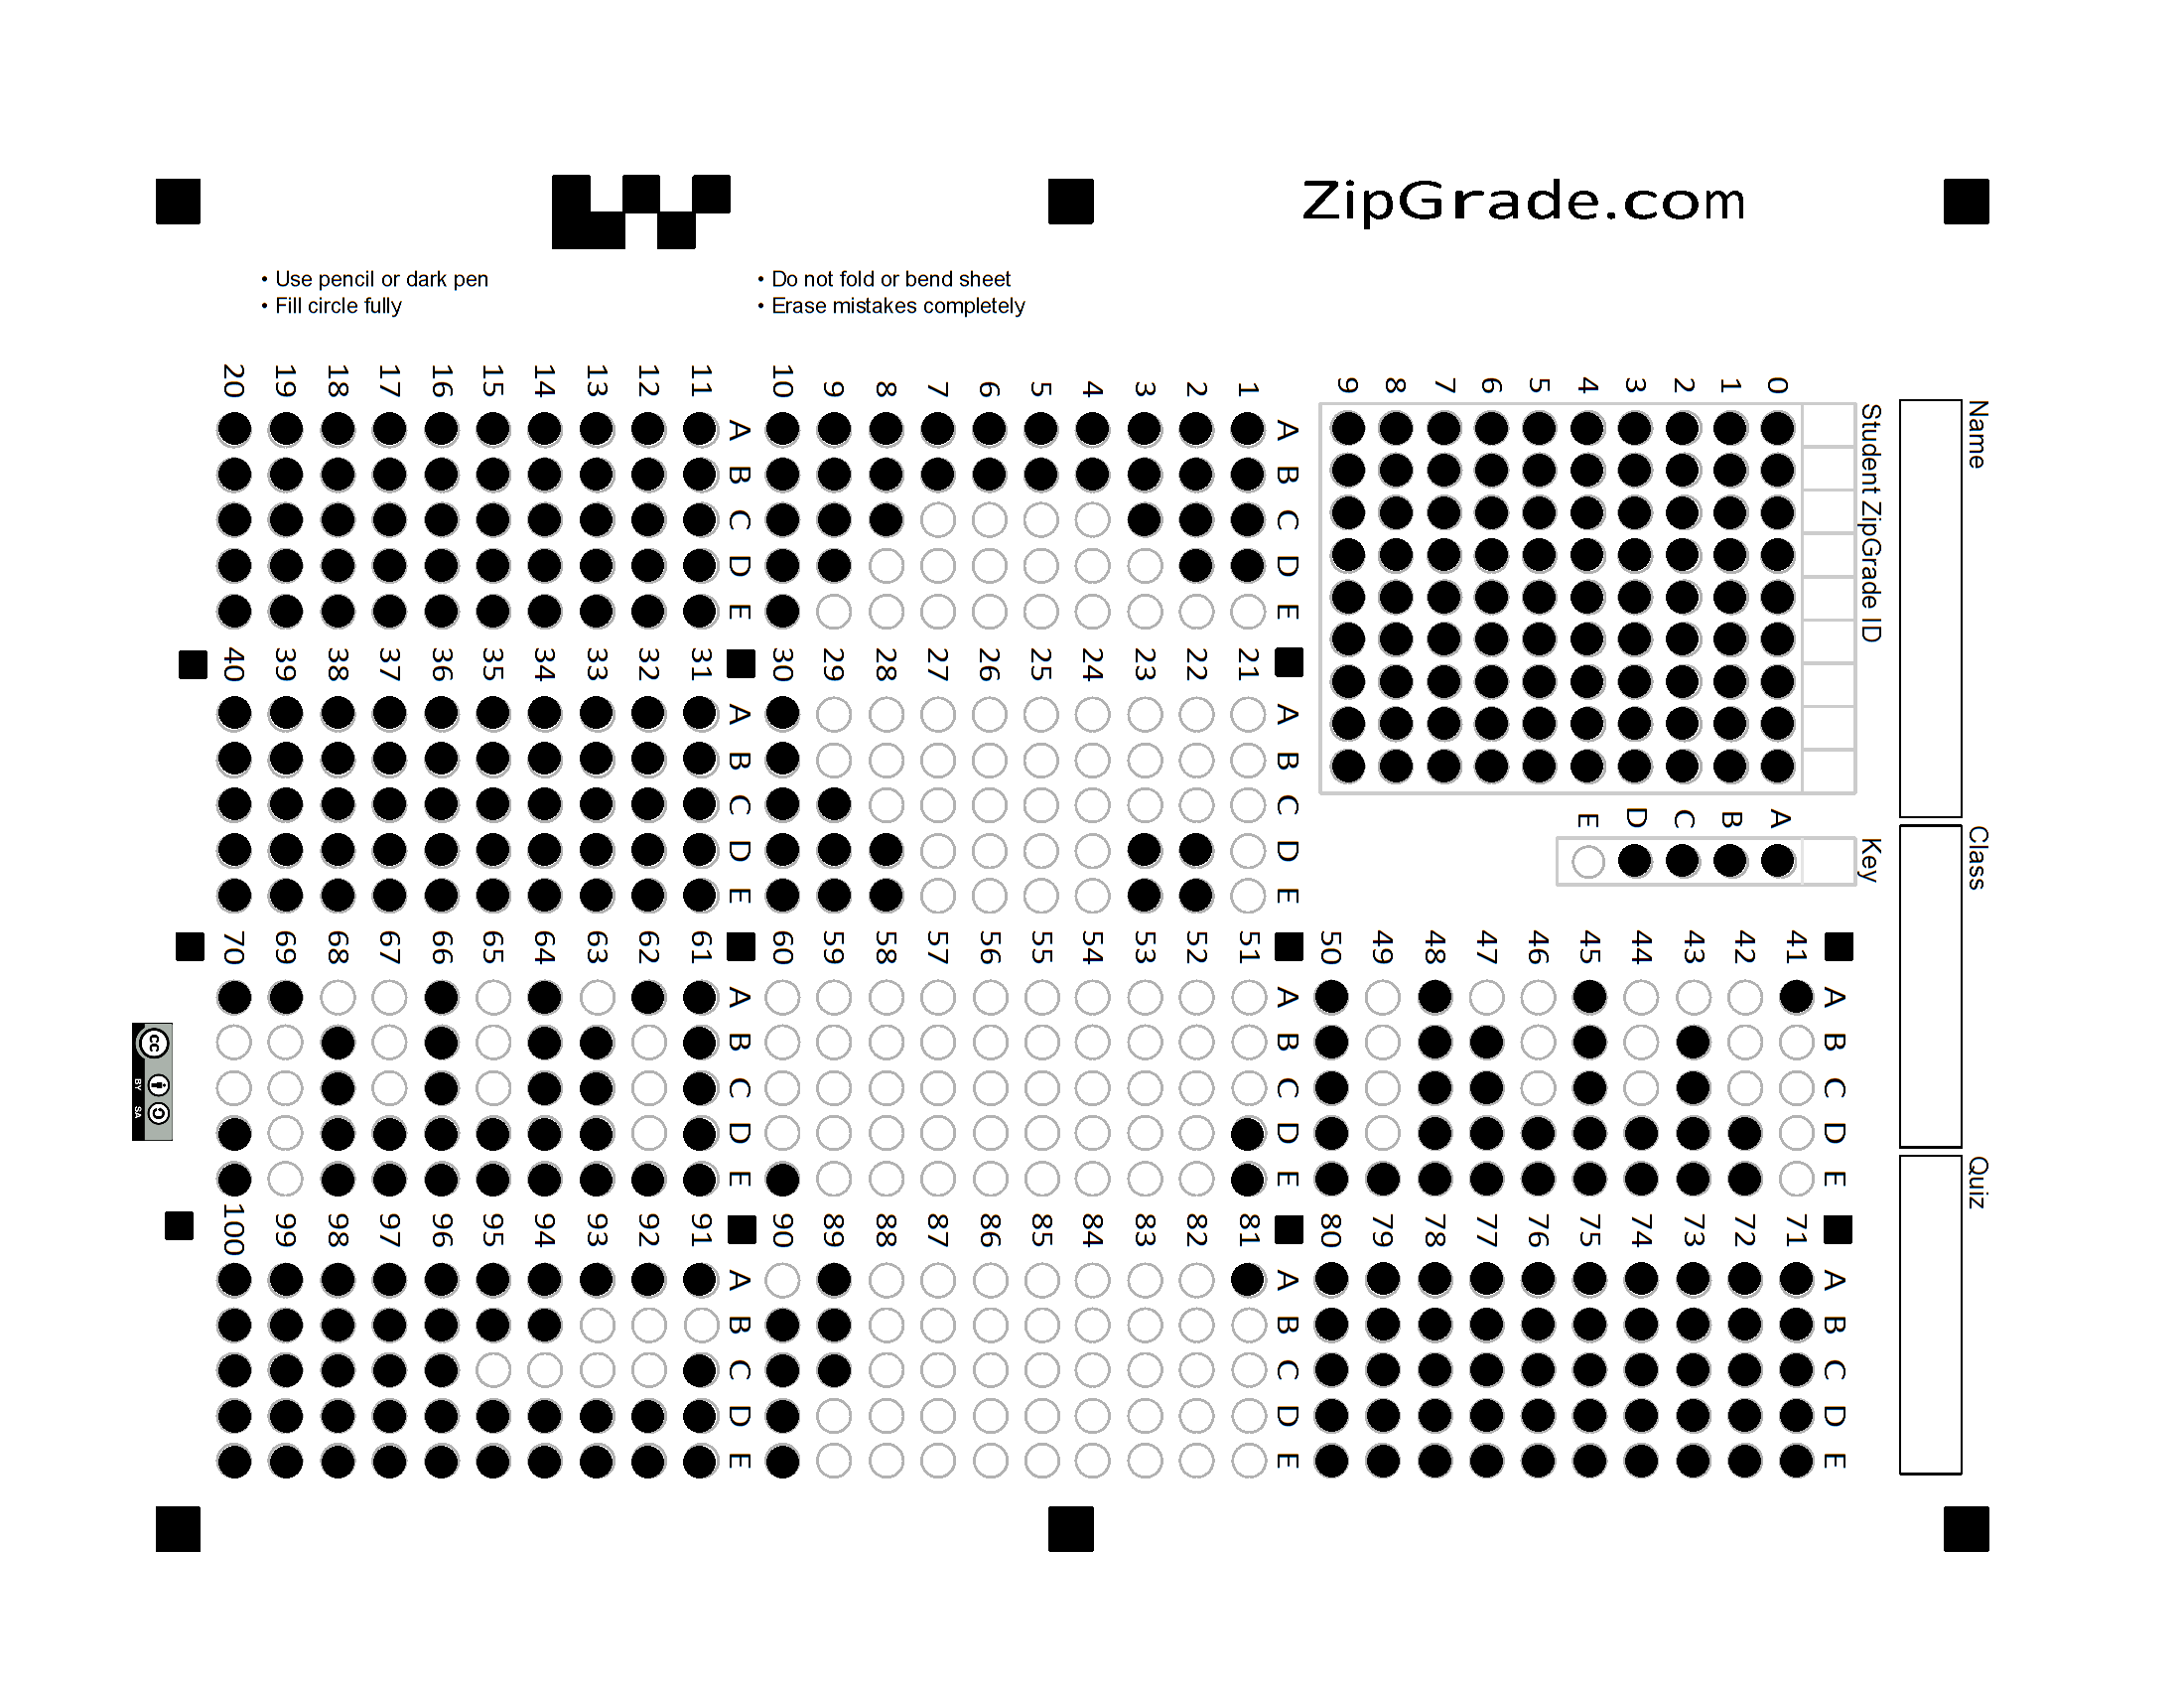 ZipGrade.com
• Use pencil or dark pen
• Fill circle fully
• Do not fold or bend sheet
• Erase mistakes completely
Name
Class
Quiz
Student ZipGrade ID
0 1 2 3 4 5 6 7 8 9
Key
A B C D E
A B C D E
1 2 3 4 5 6 7 8 9 10
A B C D E
11 12 13 14 15 16 17 18 19 20
A B C D E
21 22 23 24 25 26 27 28 29 30
A B C D E
31 32 33 34 35 36 37 38 39 40
A B C D E
41 42 43 44 45 46 47 48 49 50
A B C D E
51 52 53 54 55 56 57 58 59 60
A B C D E
61 62 63 64 65 66 67 68 69 70
A B C D E
71 72 73 74 75 76 77 78 79 80
A B C D E
81 82 83 84 85 86 87 88 89 90
A B C D E
91 92 93 94 95 96 97 98 99 100
cc
BY SA